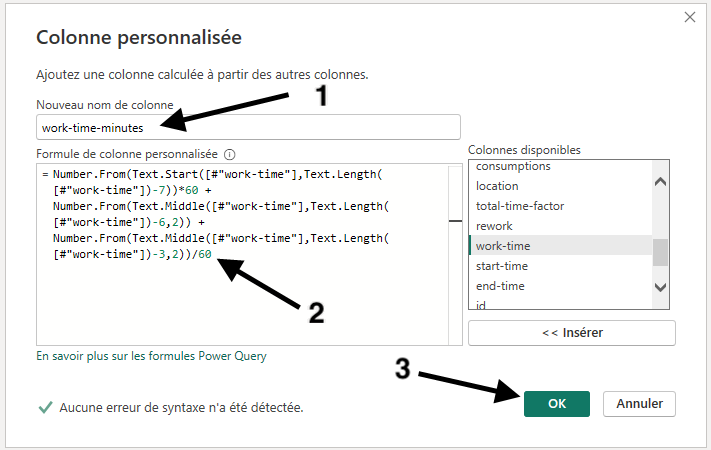 Colonne personnalisée
Ajoutez une colonne calculée à partir des autres colonnes.
Nouveau nom de colonne
1
work-time-minutes
Formule de colonne personnalisée
= Number.From(Text.Start([#"work-time"],Text.Length(
[#"work-time"])-7))*60 +
Number.From(Text.Middle([#"work-time"],Text.Length(
[#"work-time"])-6,2)) +
Number.From(Text.Middle([#"work-time"],Text.Length(
[#"work-time"])-3,2))/60
2
Colonnes disponibles
consumptions
location
total-time-factor
rework
work-time
start-time
end-time
id
<< Insérer
En savoir plus sur les formules Power Query
3
Aucune erreur de syntaxe n'a été détectée.
OK
Annuler